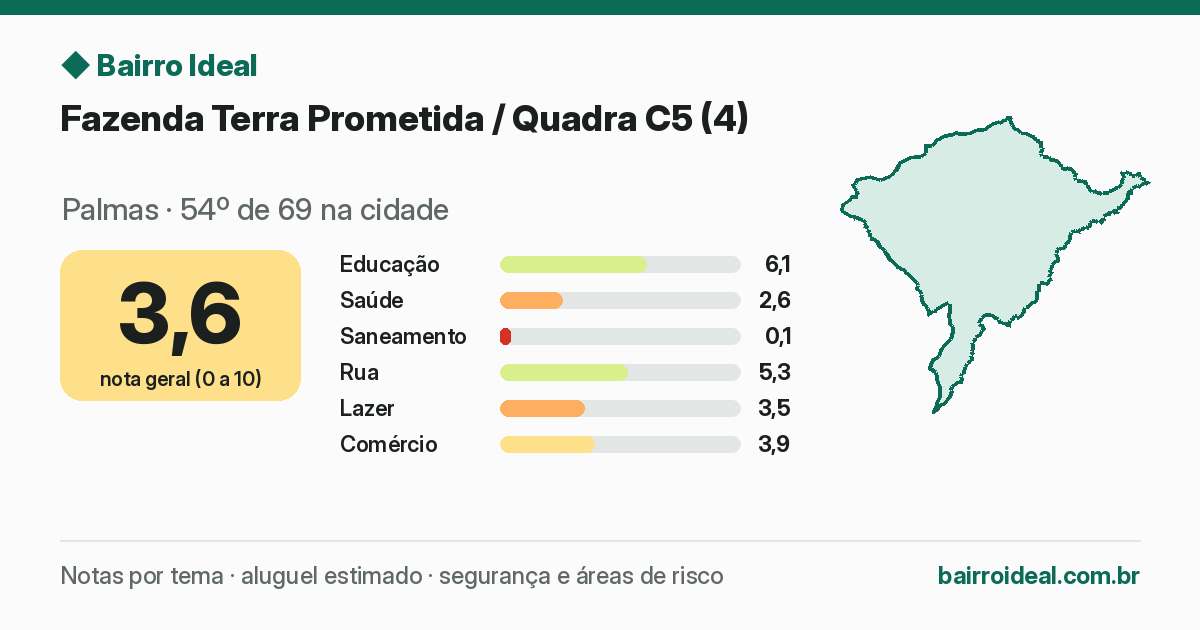 Bairro Ideal
Fazenda Terra Prometida / Quadra C5 (4)
Palmas · 54º de 69 na cidade
3,6
nota geral (0 a 10)
Educação 6,1
Saúde 2,6
Saneamento 0,1
Rua 5,3
Lazer 3,5
Comércio 3,9
Notas por tema · aluguel estimado · segurança e áreas de risco
bairroideal.com.br